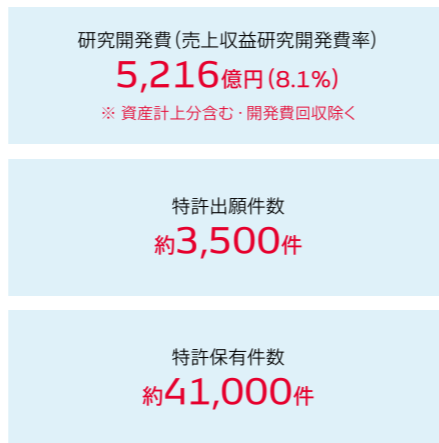 研究開発費（売上収益研究開発費率）
5,216億円（8.1%）
※ 資産計上分含む・開発費回収除く
特許出願件数
約3,500件
特許保有件数
約41,000件